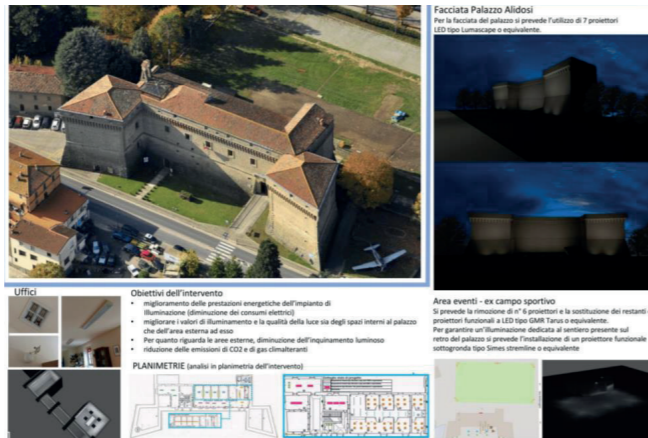 Facciata Palazzo Alidosi
Per la facciata del palazzo si prevede l'utilizzo di 7 proiettori
LED tipo Lumascape o equivalente.
Uffici
Obiettivi dell'intervento
• miglioramento delle prestazioni energetiche dell'impianto di
Illuminazione (diminuzione dei consumi elettrici)
• migliorare i valori di illuminamento e la qualità della luce sia degli spazi interni al palazzo
che dell'area esterna ad esso
• Per quanto riguarda le aree esterne, diminuzione dell'inquinamento luminoso
• riduzione delle emissioni di CO2 e di gas climalteranti
PLANIMETRIE (analisi in planimetria dell'intervento)
Area eventi - ex campo sportivo
Si prevede la rimozione di n° 6 proiettori e la sostituzione dei restanti
proiettori funzionali a LED tipo GMR Tarus o equivalente.
Per garantire un'illuminazione dedicata al sentiero presente sul
retro del palazzo si prevede l'installazione di un proiettore funzionale
sottogronda tipo Simes stremline o equivalente